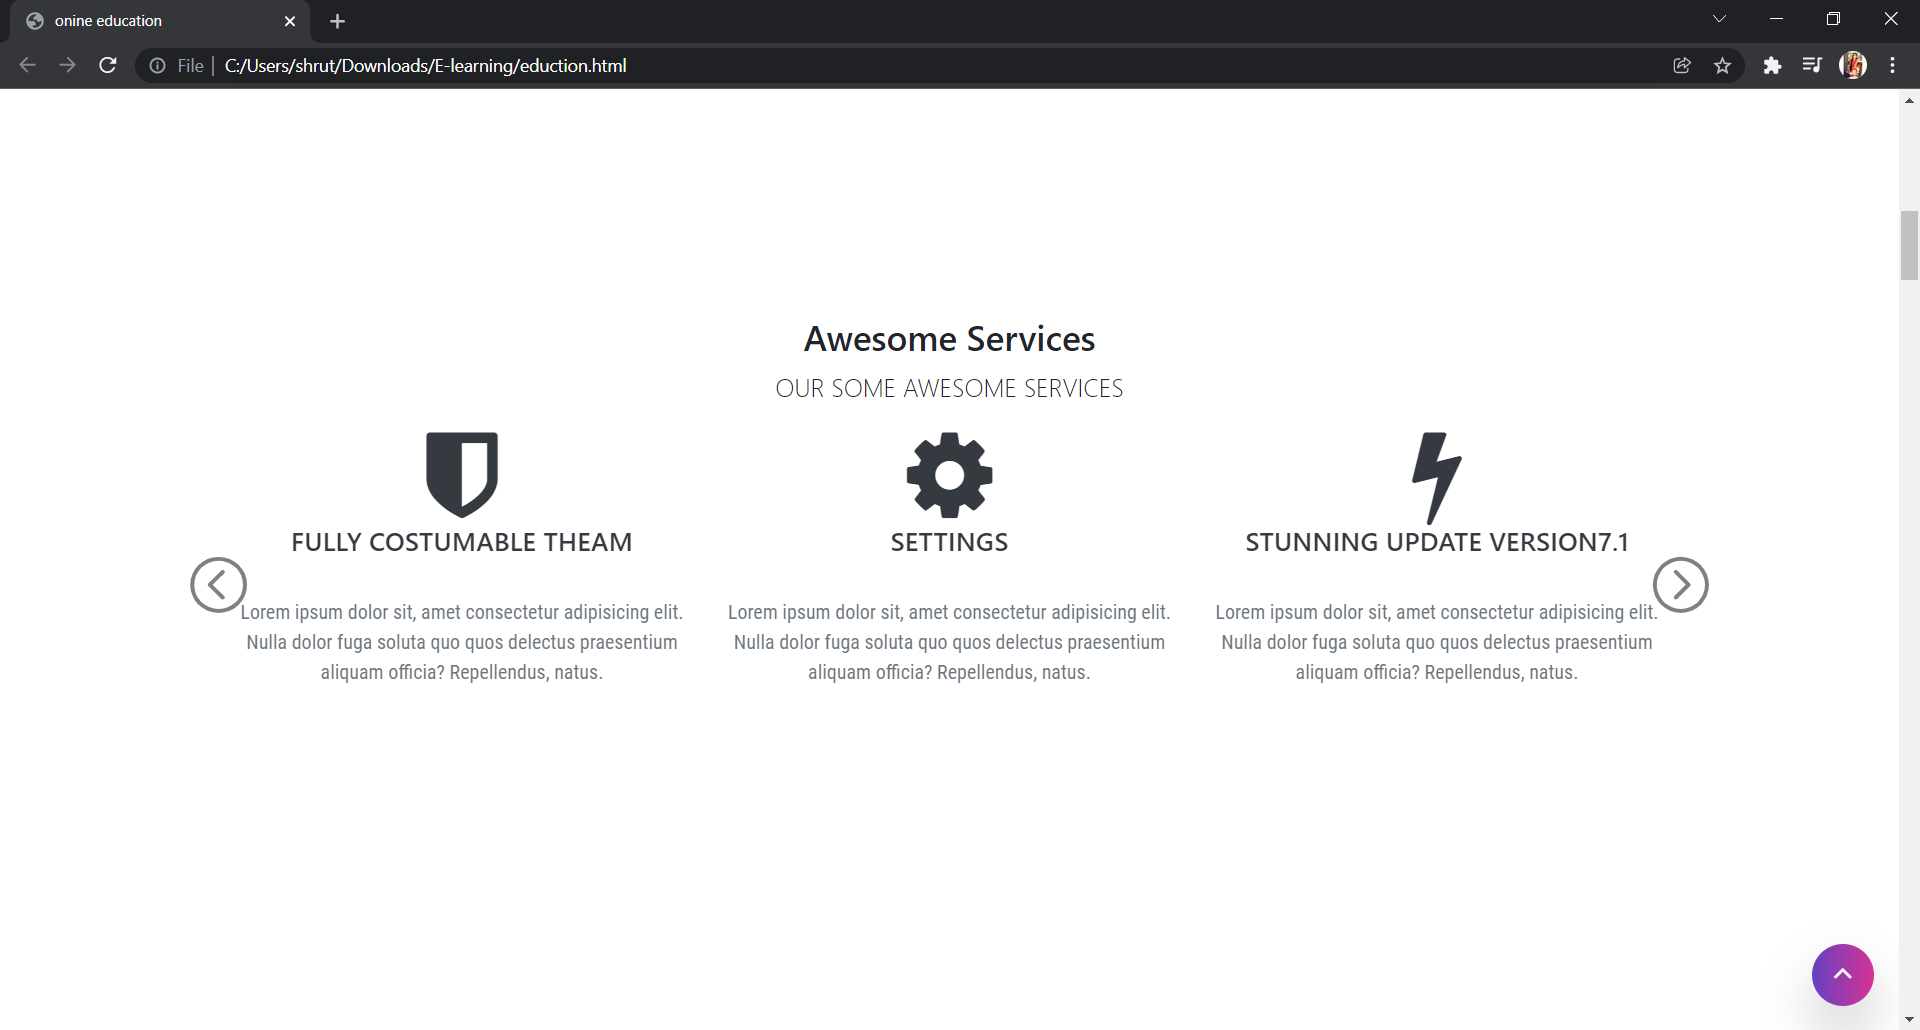 onine education
File | C:/Users/shrut/Downloads/E-learning/eduction.html
Awesome Services
OUR SOME AWESOME SERVICES
FULLY COSTUMABLE THEAM
Lorem ipsum dolor sit, amet consectetur adipisicing elit.
Nulla dolor fuga soluta quo quos delectus praesentium
aliquam officia? Repellendus, natus.
SETTINGS
Lorem ipsum dolor sit, amet consectetur adipisicing elit.
Nulla dolor fuga soluta quo quos delectus praesentium
aliquam officia? Repellendus, natus.
STUNNING UPDATE VERSION7.1
Lorem ipsum dolor sit, amet consectetur adipisicing elit.
Nulla dolor fuga soluta quo quos delectus praesentium
aliquam officia? Repellendus, natus.